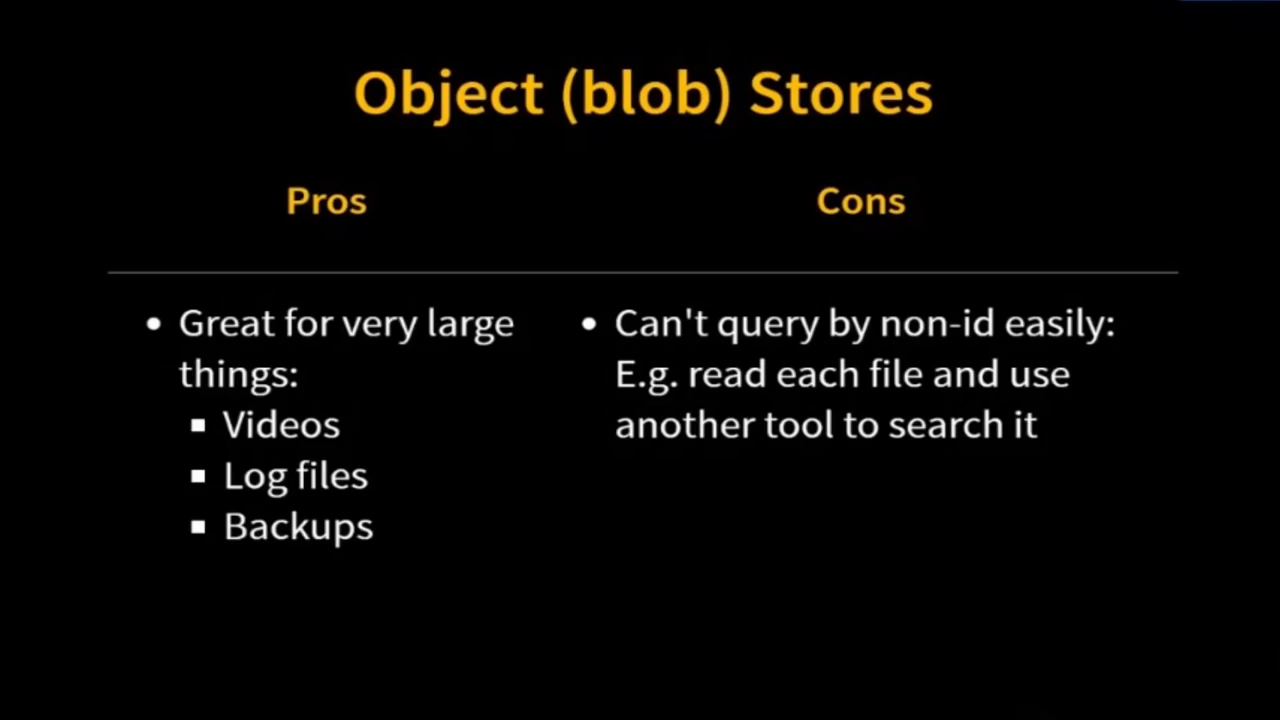 Object (blob) Stores
Pros
Cons
• Great for very large
things:
▪ Videos
▪ Log files
▪ Backups
• Can't query by non-id easily:
E.g. read each file and use
another tool to search it